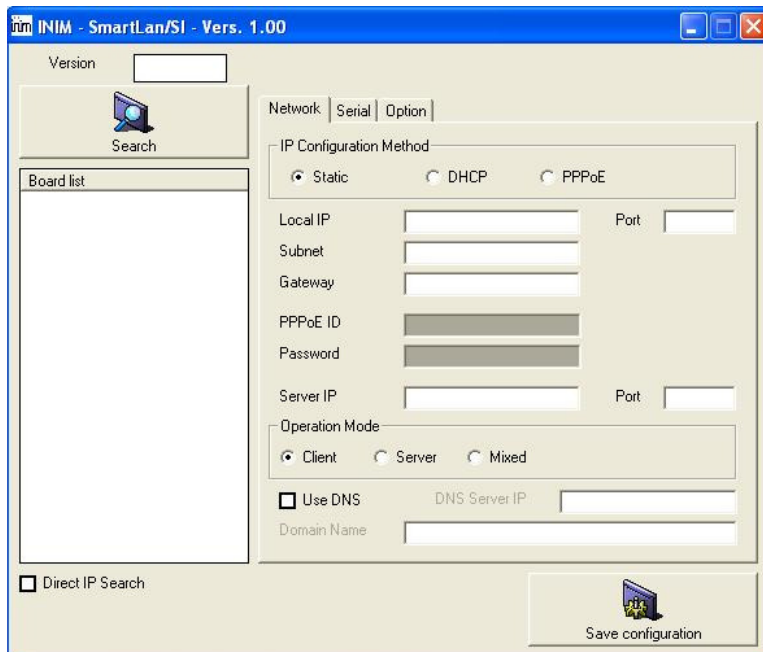 inim INIM - SmartLan/SI - Vers. 1.00
Version
Search
Board list
Direct IP Search
Network Serial Option
IP Configuration Method
Static DHCP PPPoE
Local IP Port
Subnet
Gateway
PPPoE ID
Password
Server IP Port
Operation Mode
Client Server Mixed
Use DNS DNS Server IP
Domain Name
Save configuration